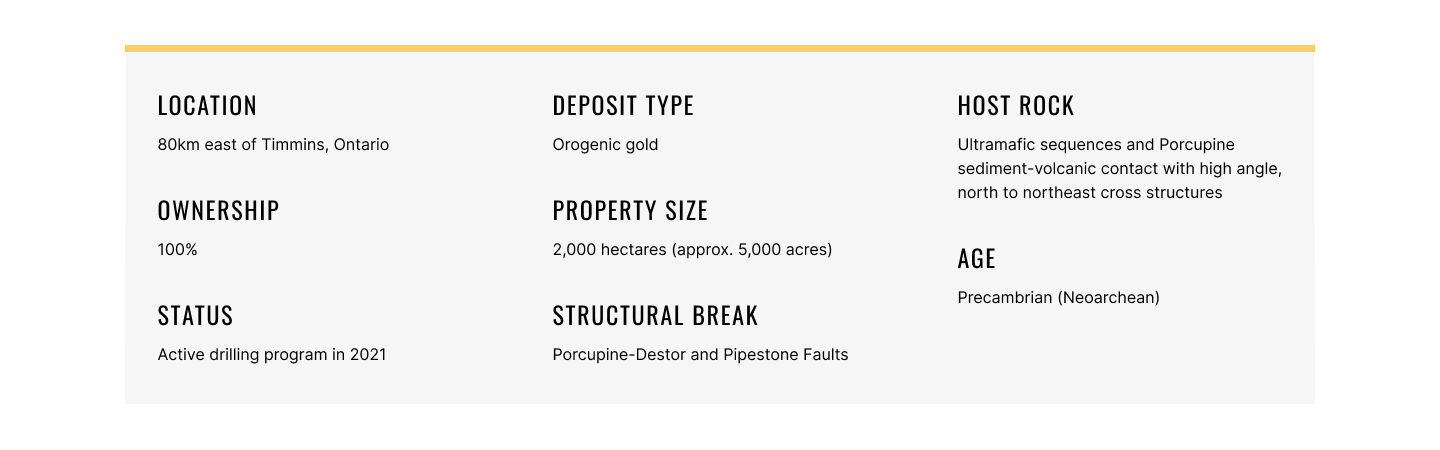 LOCATION
80km east of Timmins, Ontario
OWNERSHIP
100%
STATUS
Active drilling program in 2021
DEPOSIT TYPE
Orogenic gold
PROPERTY SIZE
2,000 hectares (approx. 5,000 acres)
STRUCTURAL BREAK
Porcupine-Destor and Pipestone Faults
HOST ROCK
Ultramafic sequences and Porcupine
sediment-volcanic contact with high angle,
north to northeast cross structures
AGE
Precambrian (Neoarchean)